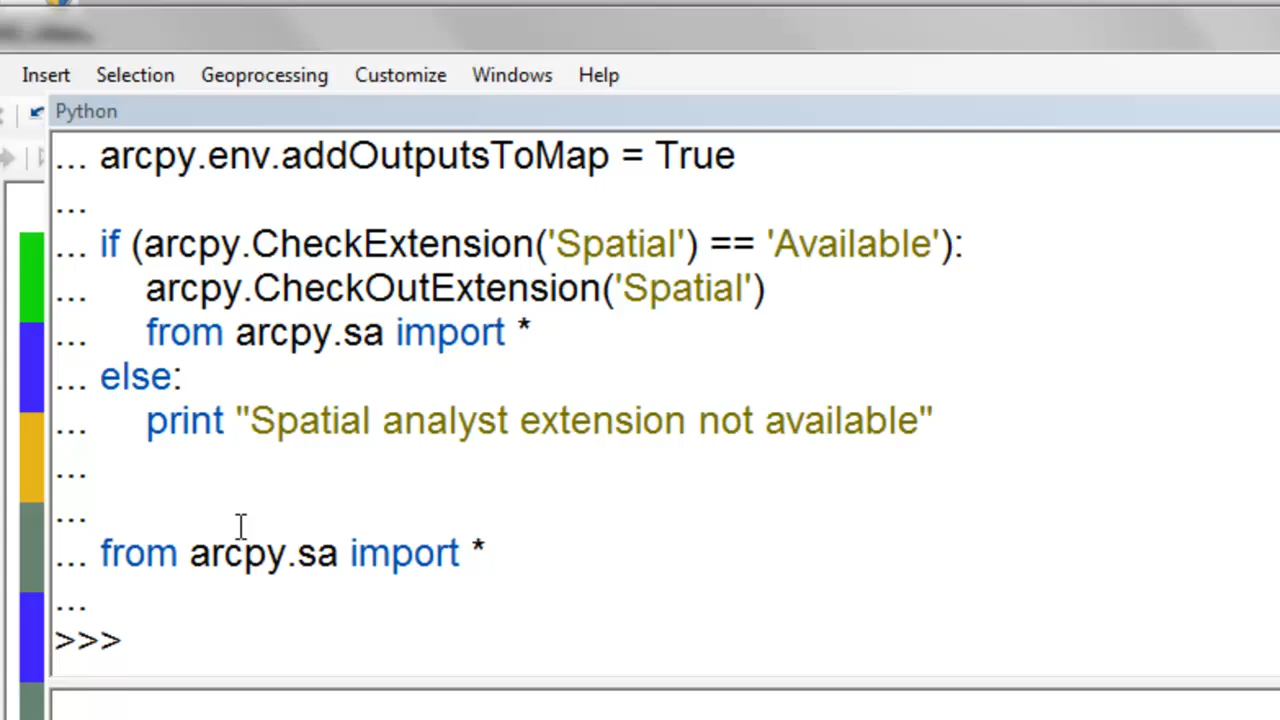 Insert Selection Geoprocessing Customize Windows Help
Python
... arcpy.env.addOutputsToMap = True
...
... if (arcpy.CheckExtension('Spatial') == 'Available'):
...     arcpy.CheckOutExtension('Spatial')
...     from arcpy.sa import *
... else:
...     print "Spatial analyst extension not available"
...
...
... from arcpy.sa import *
...
>>>